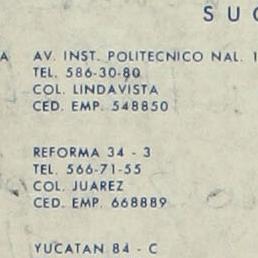 SUC
A AV. INST. POLITECNICO NAL. 1
TEL. 586-30-80
COL. LINDAVISTA
CED. EMP. 548850
REFORMA 34 - 3
TEL. 566-71-55
COL. JUAREZ
CED. EMP. 668889
YUCATAN 84 - C